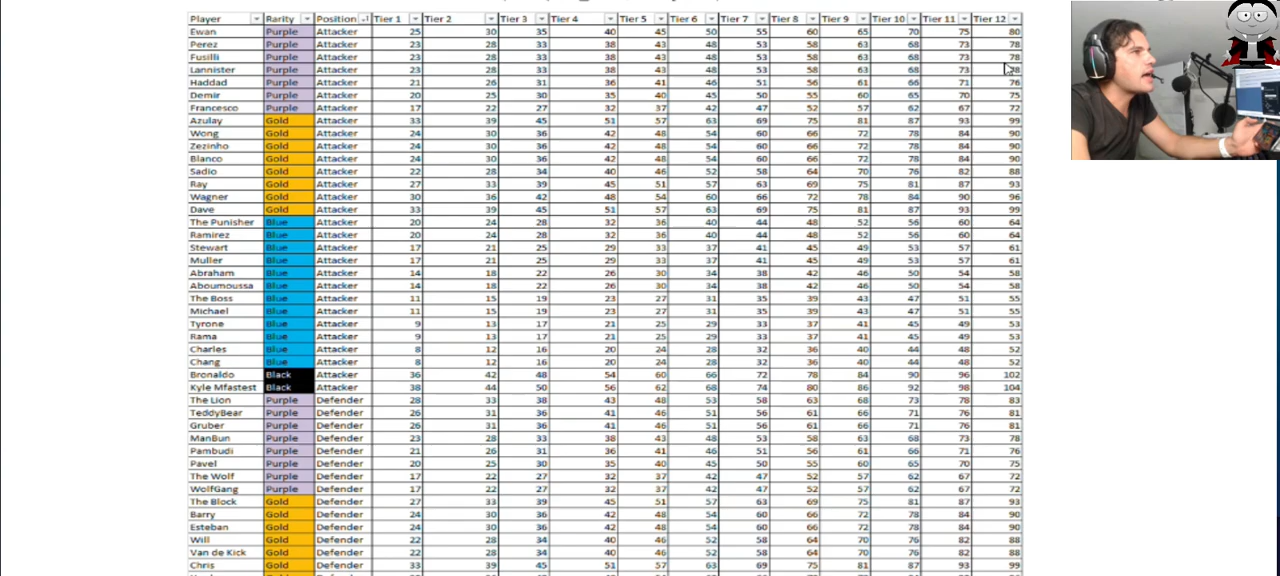 Player Rarity Position Tier 1 Tier 2 Tier 3 Tier 4 Tier 5 Tier 6 Tier 7 Tier 8 Tier 9 Tier 10 Tier 11 Tier 12
Ewan Purple Attacker 25 30 35 40 45 50 55 60 65 70 75 80
Perez Purple Attacker 23 28 33 38 43 48 53 58 63 68 73 78
Fusilli Purple Attacker 23 28 33 38 43 48 53 58 63 68 73 78
Lannister Purple Attacker 23 28 33 38 43 48 53 58 63 68 73 78
Haddad Purple Attacker 21 26 31 36 41 46 51 56 61 66 71 76
Demir Purple Attacker 20 25 30 35 40 45 50 55 60 65 70 75
Francesco Purple Attacker 17 22 27 32 37 42 47 52 57 62 67 72
Azulay Gold Attacker 33 39 45 51 57 63 69 75 81 87 93 99
Wong Gold Attacker 24 30 36 42 48 54 60 66 72 78 84 90
Zezinho Gold Attacker 24 30 36 42 48 54 60 66 72 78 84 90
Blanco Gold Attacker 24 30 36 42 48 54 60 66 72 78 84 90
Sadio Gold Attacker 22 28 34 40 46 52 58 64 70 76 82 88
Ray Gold Attacker 27 33 39 45 51 57 63 69 75 81 87 93
Wagner Gold Attacker 30 36 42 48 54 60 66 72 78 84 90 96
Dave Gold Attacker 33 39 45 51 57 63 69 75 81 87 93 99
The Punisher Blue Attacker 20 24 28 32 36 40 44 48 52 56 60 64
Ramirez Blue Attacker 20 24 28 32 36 40 44 48 52 56 60 64
Stewart Blue Attacker 17 21 25 29 33 37 41 45 49 53 57 61
Muller Blue Attacker 17 21 25 29 33 37 41 45 49 53 57 61
Abraham Blue Attacker 14 18 22 26 30 34 38 42 46 50 54 58
Aboumoussa Blue Attacker 14 18 22 26 30 34 38 42 46 50 54 58
The Boss Blue Attacker 11 15 19 23 27 31 35 39 43 47 51 55
Michael Blue Attacker 11 15 19 23 27 31 35 39 43 47 51 55
Tyrone Blue Attacker 9 13 17 21 25 29 33 37 41 45 49 53
Rama Blue Attacker 9 13 17 21 25 29 33 37 41 45 49 53
Charles Blue Attacker 8 12 16 20 24 28 32 36 40 44 48 52
Chang Blue Attacker 8 12 16 20 24 28 32 36 40 44 48 52
Bronaldo Black Attacker 36 42 48 54 60 66 72 78 84 90 96 102
Kyle Mfastest Black Attacker 38 44 50 56 62 68 74 80 86 92 98 104
The Lion Purple Defender 28 33 38 43 48 53 58 63 68 73 78 83
TeddyBear Purple Defender 26 31 36 41 46 51 56 61 66 71 76 81
Gruber Purple Defender 26 31 36 41 46 51 56 61 66 71 76 81
ManBun Purple Defender 23 28 33 38 43 48 53 58 63 68 73 78
Pambudi Purple Defender 21 26 31 36 41 46 51 56 61 66 71 76
Pavel Purple Defender 20 25 30 35 40 45 50 55 60 65 70 75
The Wolf Purple Defender 17 22 27 32 37 42 47 52 57 62 67 72
WolfGang Purple Defender 17 22 27 32 37 42 47 52 57 62 67 72
The Block Gold Defender 27 33 39 45 51 57 63 69 75 81 87 93
Barry Gold Defender 24 30 36 42 48 54 60 66 72 78 84 90
Esteban Gold Defender 24 30 36 42 48 54 60 66 72 78 84 90
Will Gold Defender 22 28 34 40 46 52 58 64 70 76 82 88
Van de Kick Gold Defender 22 28 34 40 46 52 58 64 70 76 82 88
Chris Gold Defender 33 39 45 51 57 63 69 75 81 87 93 99